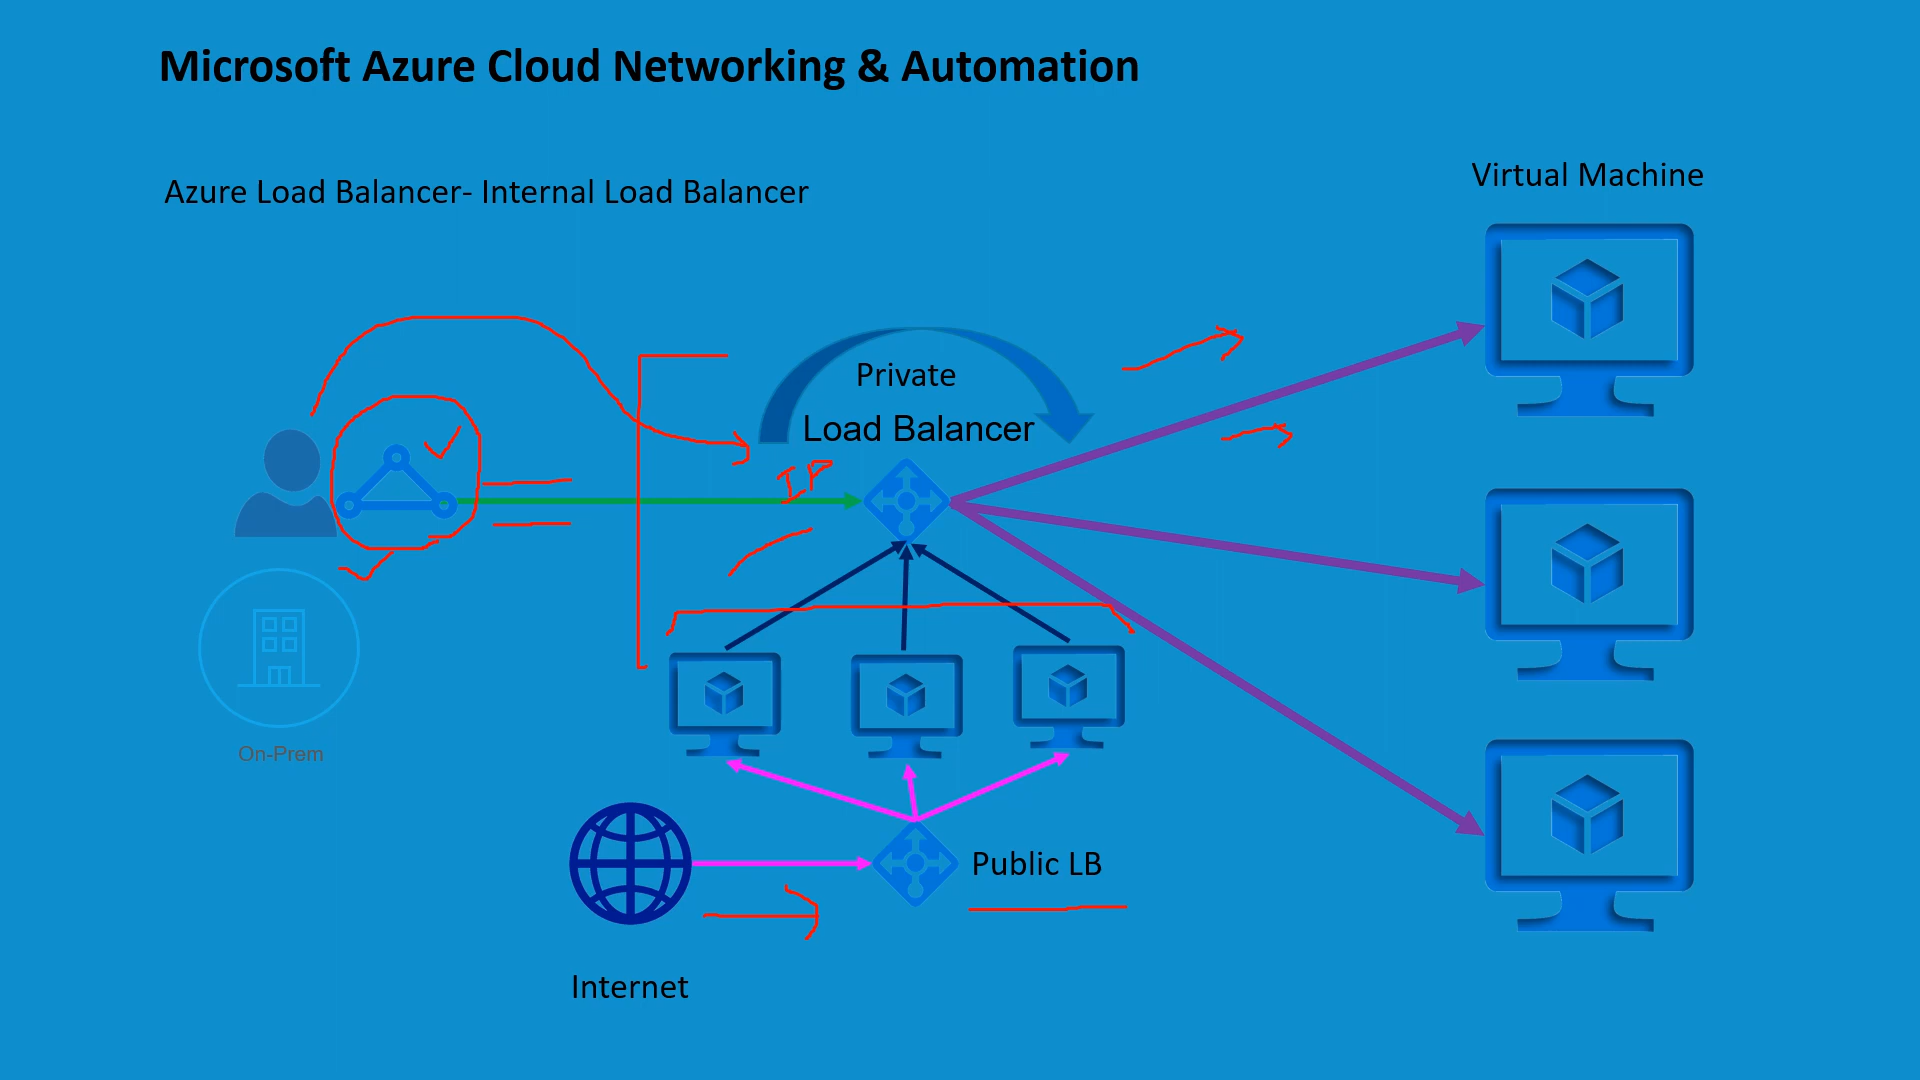 Microsoft Azure Cloud Networking & Automation
Azure Load Balancer- Internal Load Balancer
Virtual Machine
Private
Load Balancer
IP
On-Prem
Public LB
Internet